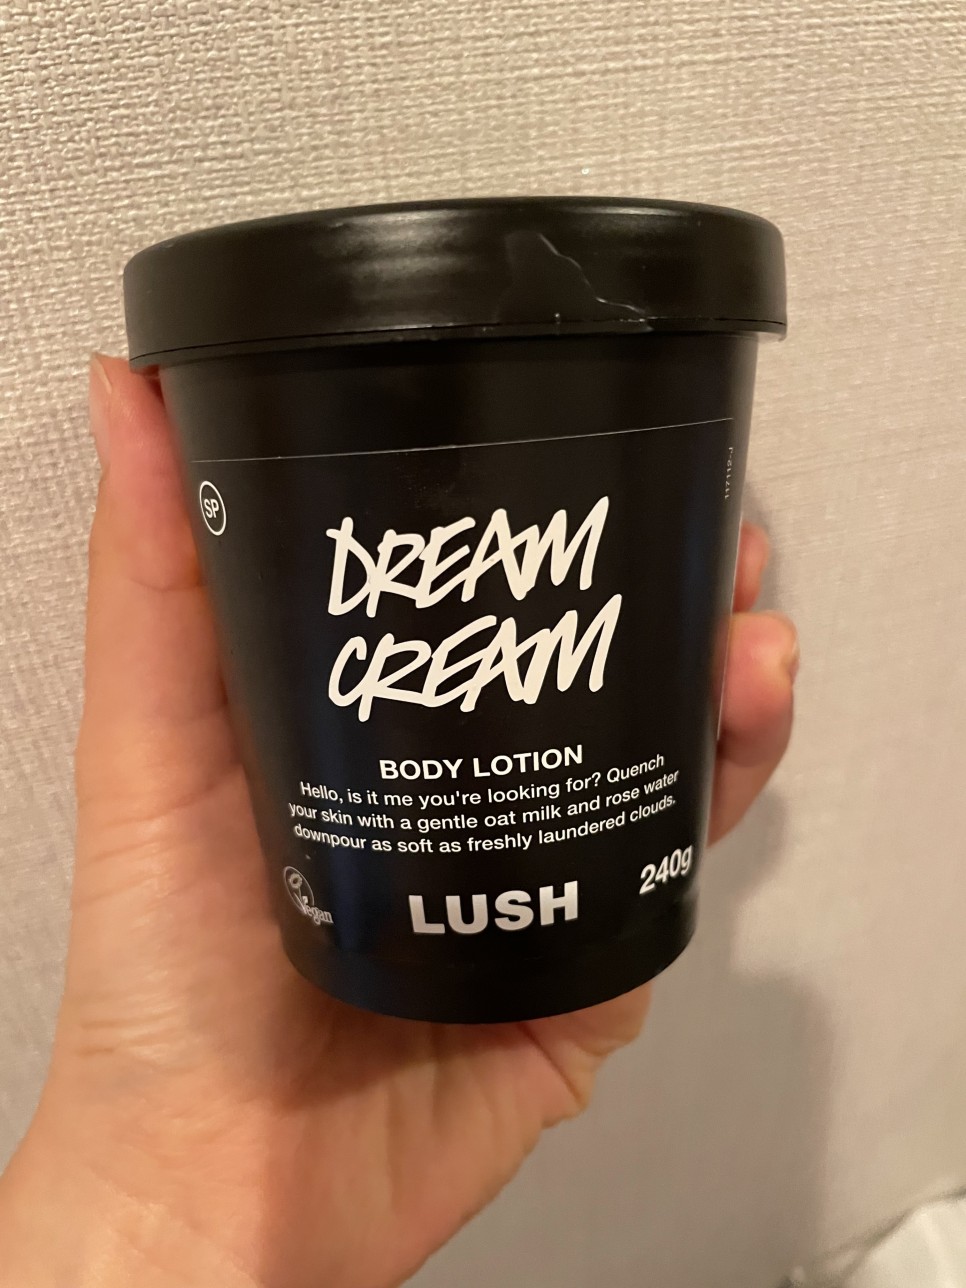 SP
117112-J
DREAM
CREAM
BODY LOTION
Hello, is it me you're looking for? Quench
your skin with a gentle oat milk and rose water
downpour as soft as freshly laundered clouds.
Vegan
LUSH
240g